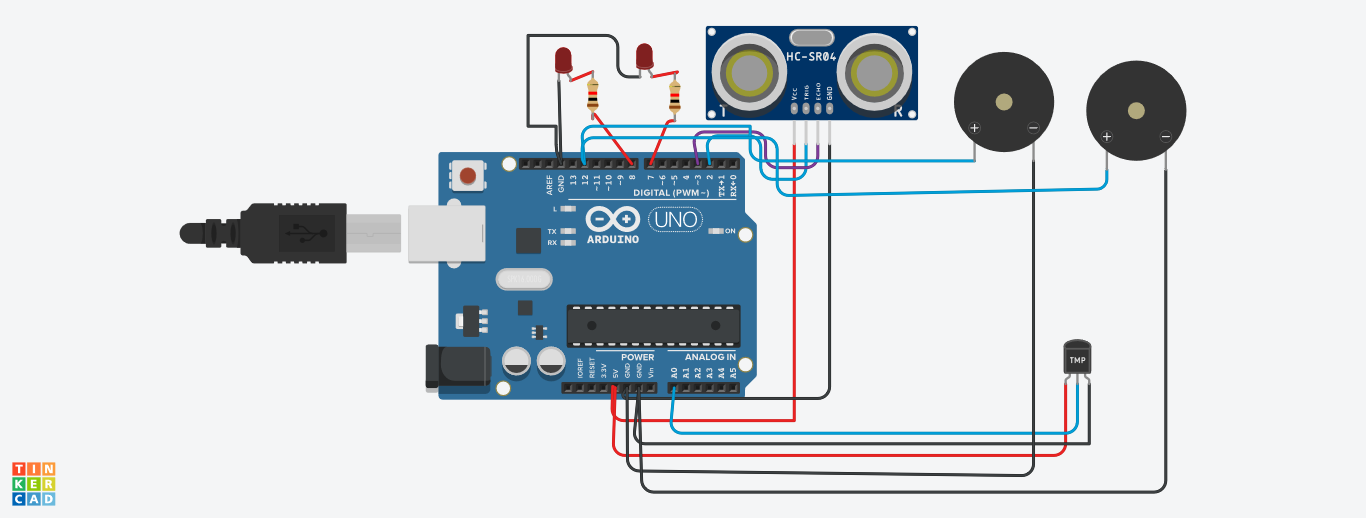 HC-SR04
VCC
TRIG
ECHO
GND
T
R
+
−
+
−
AREF
GND
13
12
~11
~10
~9
8
7
~6
~5
4
~3
2
TX→1
RX←0
DIGITAL (PWM~)
L
TX
RX
ARDUINO
UNO
ON
TMP
POWER
ANALOG IN
IOREF
RESET
3.3V
5V
GND
GND
Vin
A0
A1
A2
A3
A4
A5
TIN
KER
CAD